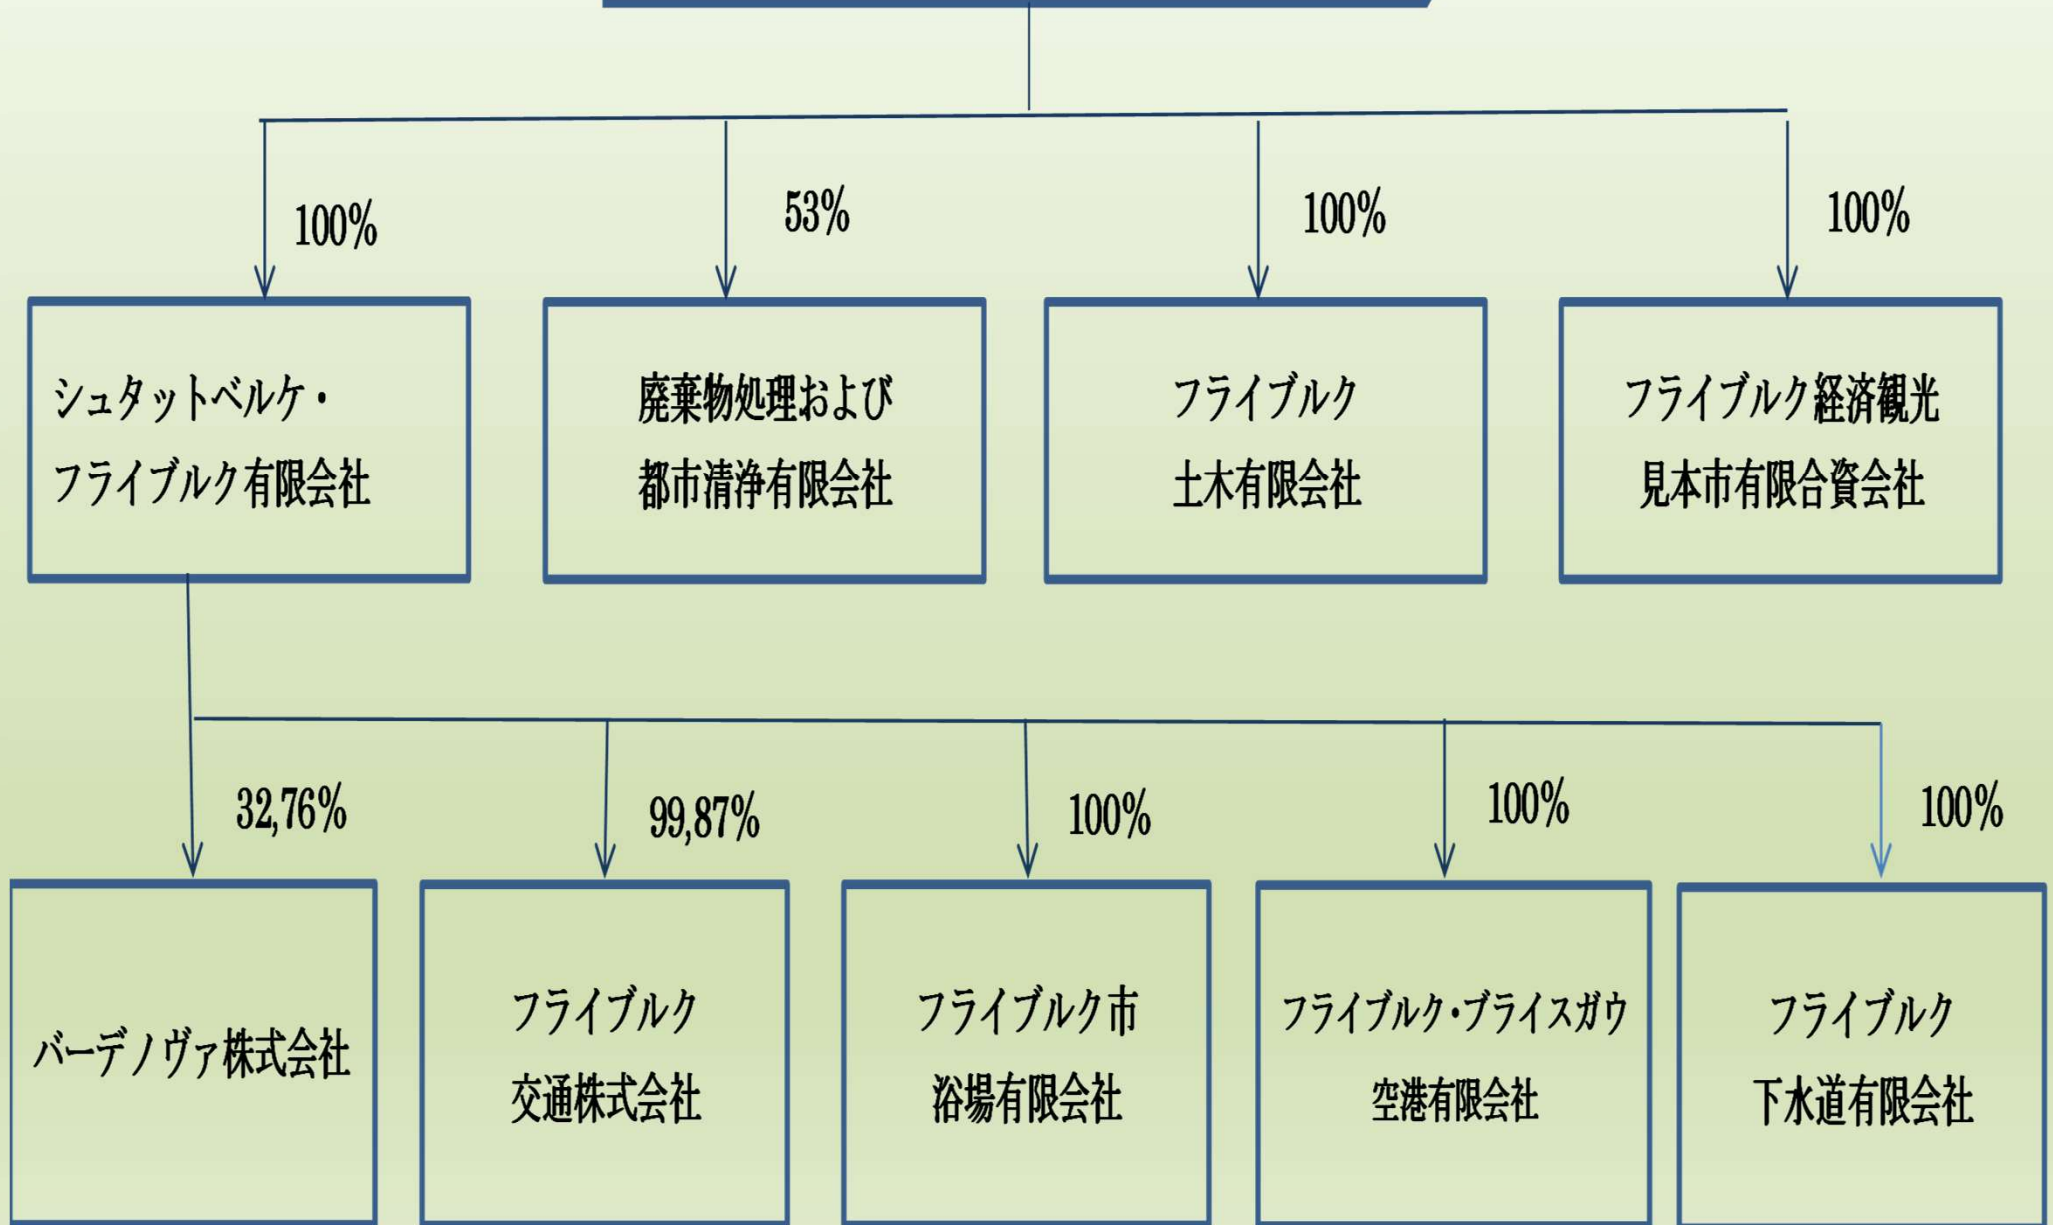 100%
53%
100%
100%
シュタットベルケ・
フライブルク有限会社
廃棄物処理および
都市清浄有限会社
フライブルク
土木有限会社
フライブルク経済観光
見本市有限合資会社
32,76%
99,87%
100%
100%
100%
バーデノヴァ株式会社
フライブルク
交通株式会社
フライブルク市
浴場有限会社
フライブルク・ブライスガウ
空港有限会社
フライブルク
下水道有限会社